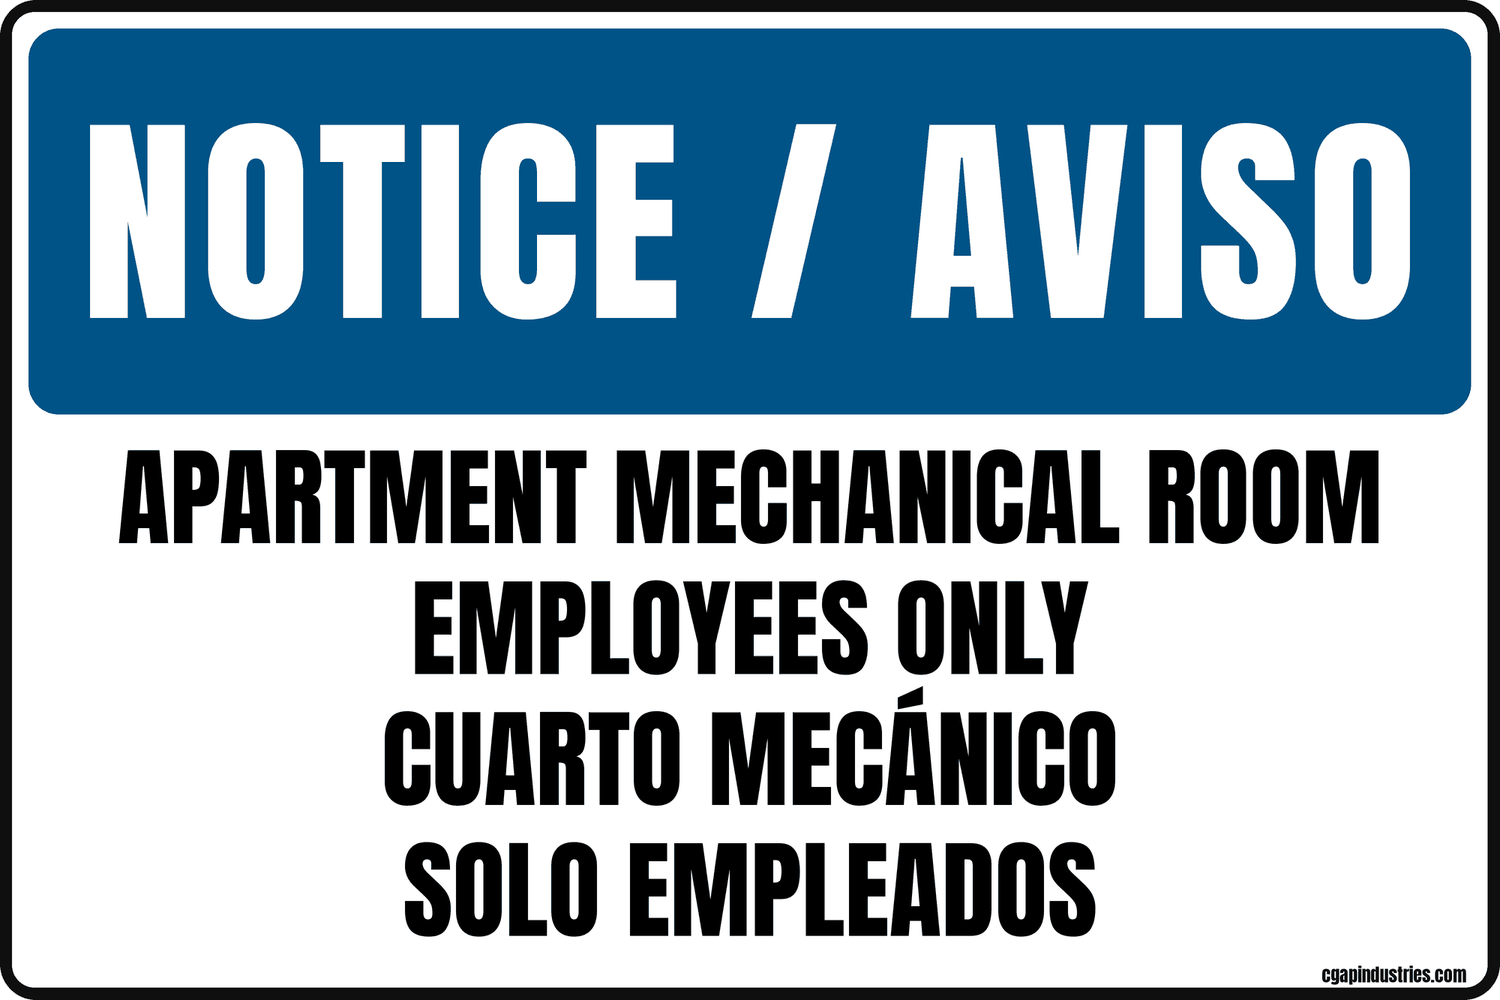 NOTICE / AVISO
APARTMENT MECHANICAL ROOM
EMPLOYEES ONLY
CUARTO MECÁNICO
SOLO EMPLEADOS
cgapindustries.com